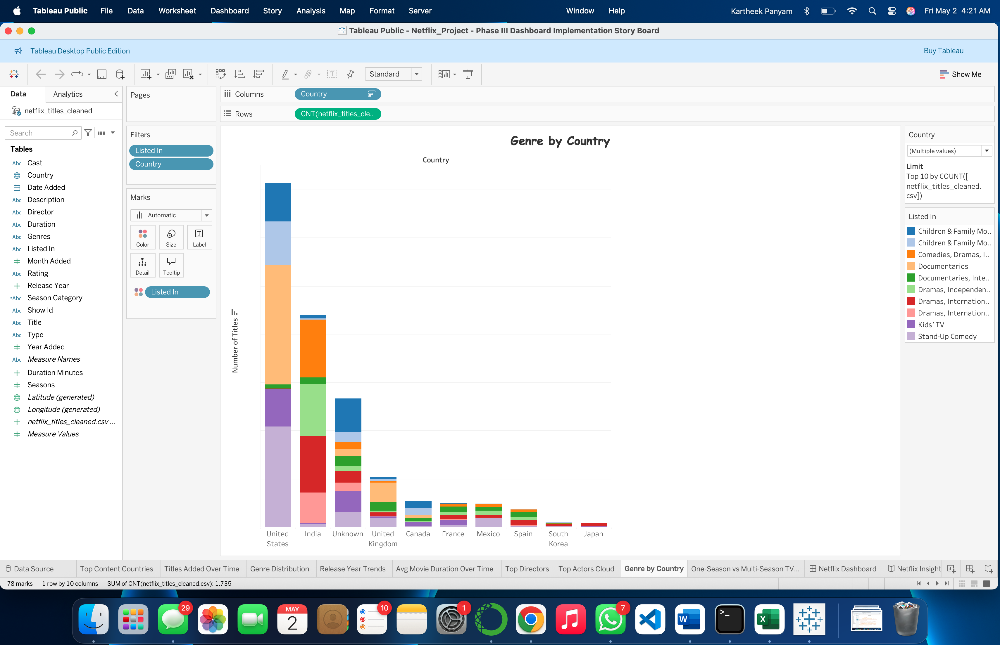 Tableau Public File Data Worksheet Dashboard Story Analysis Map Format Server Window Help Kartheek Panyam Fri May 2 4:21 AM
Tableau Public - Netflix_Project - Phase III Dashboard Implementation Story Board
Tableau Desktop Public Edition Buy Tableau
Standard Show Me
Data Analytics
netflix_titles_cleaned
Search
Tables
Abc Cast
Country
Date Added
Abc Description
Abc Director
Abc Duration
Abc Genres
Abc Listed In
# Month Added
Abc Rating
# Release Year
=Abc Season Category
Abc Show Id
Abc Title
Abc Type
# Year Added
Abc Measure Names
# Duration Minutes
# Seasons
Latitude (generated)
Longitude (generated)
# netflix_titles_cleaned.csv ...
# Measure Values
Pages
Filters
Listed In
Country
Marks
Automatic
Color Size Label
Detail Tooltip
Listed In
Columns Country
Rows CNT(netflix_titles_cle..
Genre by Country
Country
Number of Titles
United States
India
Unknown
United Kingdom
Canada
France
Mexico
Spain
South Korea
Japan
Country
(Multiple values)
Limit
Top 10 by COUNT([
netflix_titles_cleaned.
csv])
Listed In
Children & Family Mo..
Children & Family Mo..
Comedies, Dramas, I..
Documentaries
Documentaries, Inte..
Dramas, Independen..
Dramas, Internation..
Dramas, Internation..
Kids' TV
Stand-Up Comedy
Data Source Top Content Countries Titles Added Over Time Genre Distribution Release Year Trends Avg Movie Duration Over Time Top Directors Top Actors Cloud Genre by Country One-Season vs Multi-Season TV... Netflix Dashboard Netflix Insight
78 marks 1 row by 10 columns SUM of CNT(netflix_titles_cleaned.csv): 1,735
29 MAY 2 10 1 7 W >_ X